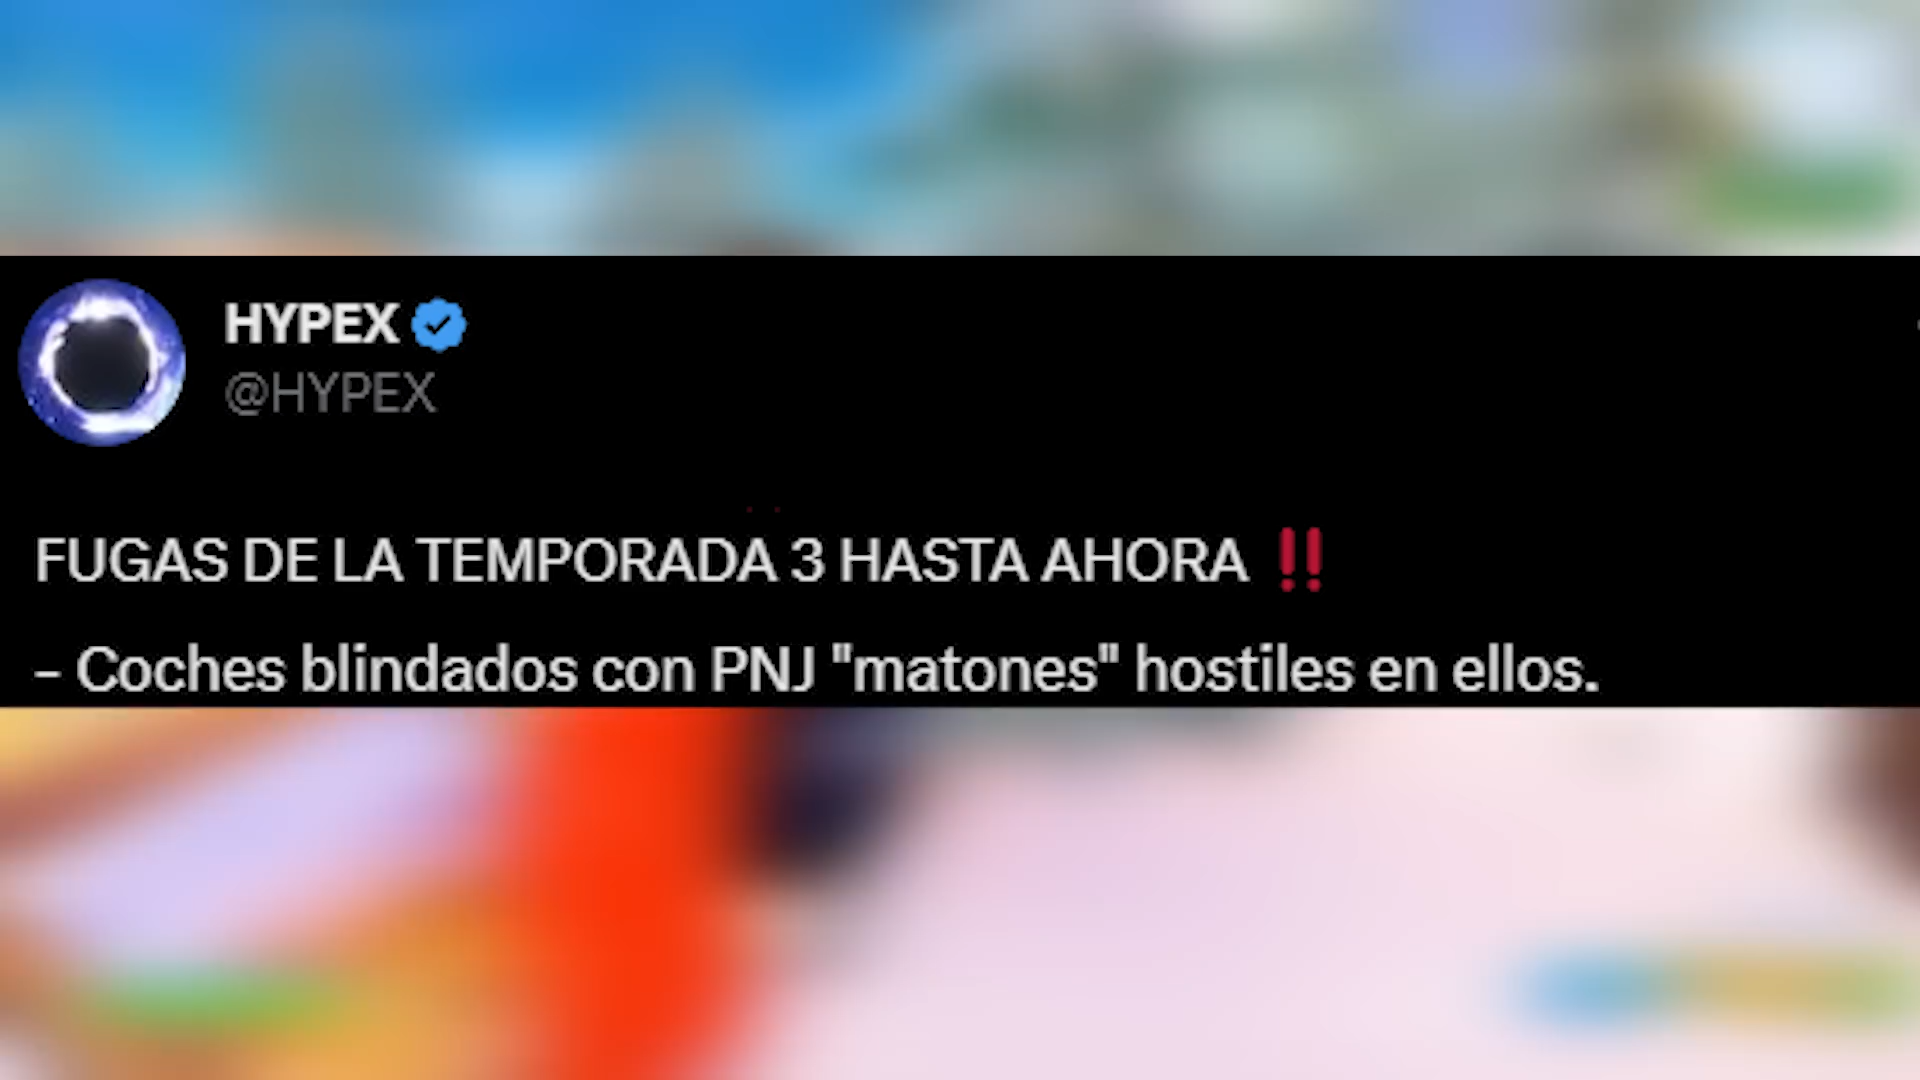 HYPEX
@HYPEX
FUGAS DE LA TEMPORADA 3 HASTA AHORA ‼️
– Coches blindados con PNJ "matones" hostiles en ellos.